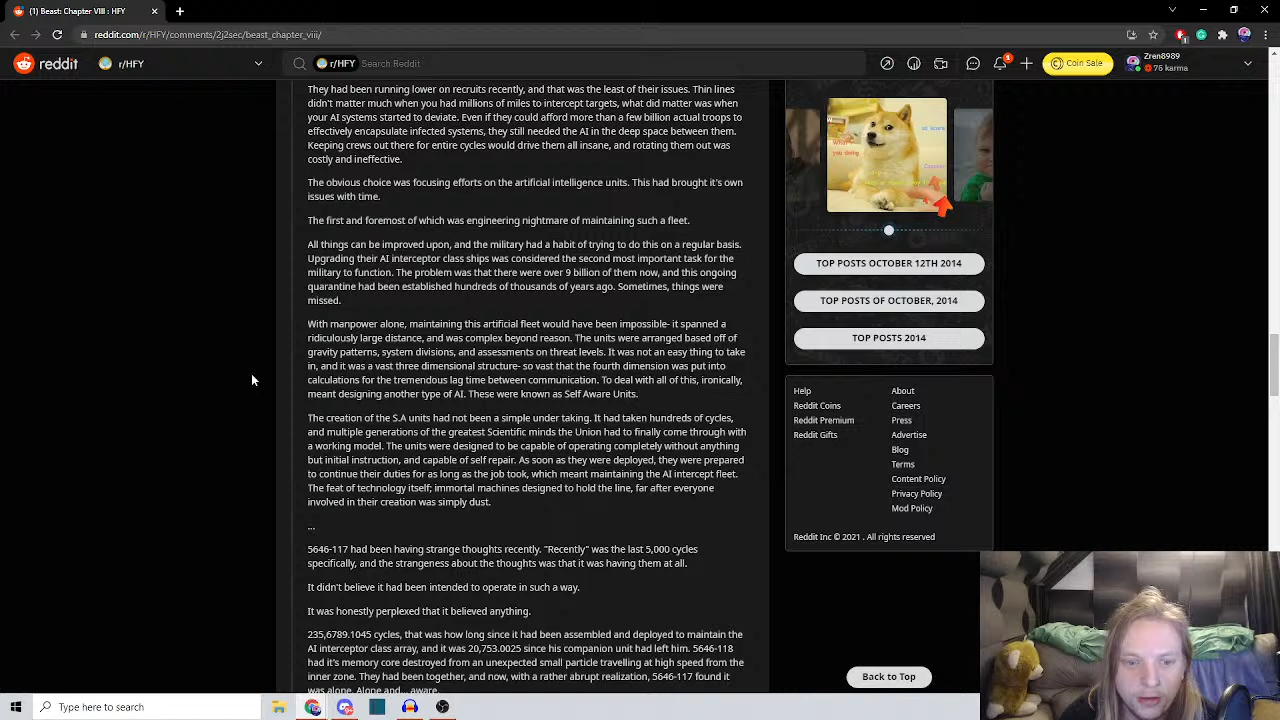 (1) Beast: Chapter VIII : HFY
reddit.com/r/HFY/comments/2j2sec/beast_chapter_viii/
reddit
r/HFY
r/HFY
Search Reddit
Coin Sale
Zren8989
75 karma
They had been running lower on recruits recently, and that was the least of their issues. Thin lines
didn't matter much when you had millions of miles to intercept targets, what did matter was when
your AI systems started to deviate. Even if they could afford more than a few billion actual troops to
effectively encapsulate infected systems, they still needed the AI in the deep space between them.
Keeping crews out there for entire cycles would drive them all insane, and rotating them out was
costly and ineffective.
The obvious choice was focusing efforts on the artificial intelligence units. This had brought it's own
issues with time.
The first and foremost of which was engineering nightmare of maintaining such a fleet.
All things can be improved upon, and the military had a habit of trying to do this on a regular basis.
Upgrading their AI interceptor class ships was considered the second most important task for the
military to function. The problem was that there were over 9 billion of them now, and this ongoing
quarantine had been established hundreds of thousands of years ago. Sometimes, things were
missed.
With manpower alone, maintaining this artificial fleet would have been impossible- it spanned a
ridiculously large distance, and was complex beyond reason. The units were arranged based off of
gravity patterns, system divisions, and assessments on threat levels. It was not an easy thing to take
in, and it was a vast three dimensional structure- so vast that the fourth dimension was put into
calculations for the tremendous lag time between communication. To deal with all of this, ironically,
meant designing another type of AI. These were known as Self Aware Units.
The creation of the S.A units had not been a simple under taking. It had taken hundreds of cycles,
and multiple generations of the greatest Scientific minds the Union had to finally come through with
a working model. The units were designed to be capable of operating completely without anything
but initial instruction, and capable of self repair. As soon as they were deployed, they were prepared
to continue their duties for as long as the job took, which meant maintaining the AI intercept fleet.
The feat of technology itself; immortal machines designed to hold the line, far after everyone
involved in their creation was simply dust.
...
5646-117 had been having strange thoughts recently. "Recently" was the last 5,000 cycles
specifically, and the strangeness about the thoughts was that it was having them at all.
It didn't believe it had been intended to operate in such a way.
It was honestly perplexed that it believed anything.
235,6789.1045 cycles, that was how long since it had been assembled and deployed to maintain the
AI interceptor class array, and it was 20,753.0025 since his companion unit had left him. 5646-118
had it's memory core destroyed from an unexpected small particle travelling at high speed from the
inner zone. They had been together, and now, with a rather abrupt realization, 5646-117 found it
was alone. Alone and... aware.
TOP POSTS OCTOBER 12TH 2014
TOP POSTS OF OCTOBER, 2014
TOP POSTS 2014
Help
About
Reddit Coins
Careers
Reddit Premium
Press
Reddit Gifts
Advertise
Blog
Terms
Content Policy
Privacy Policy
Mod Policy
Reddit Inc © 2021 . All rights reserved
Back to Top
Type here to search